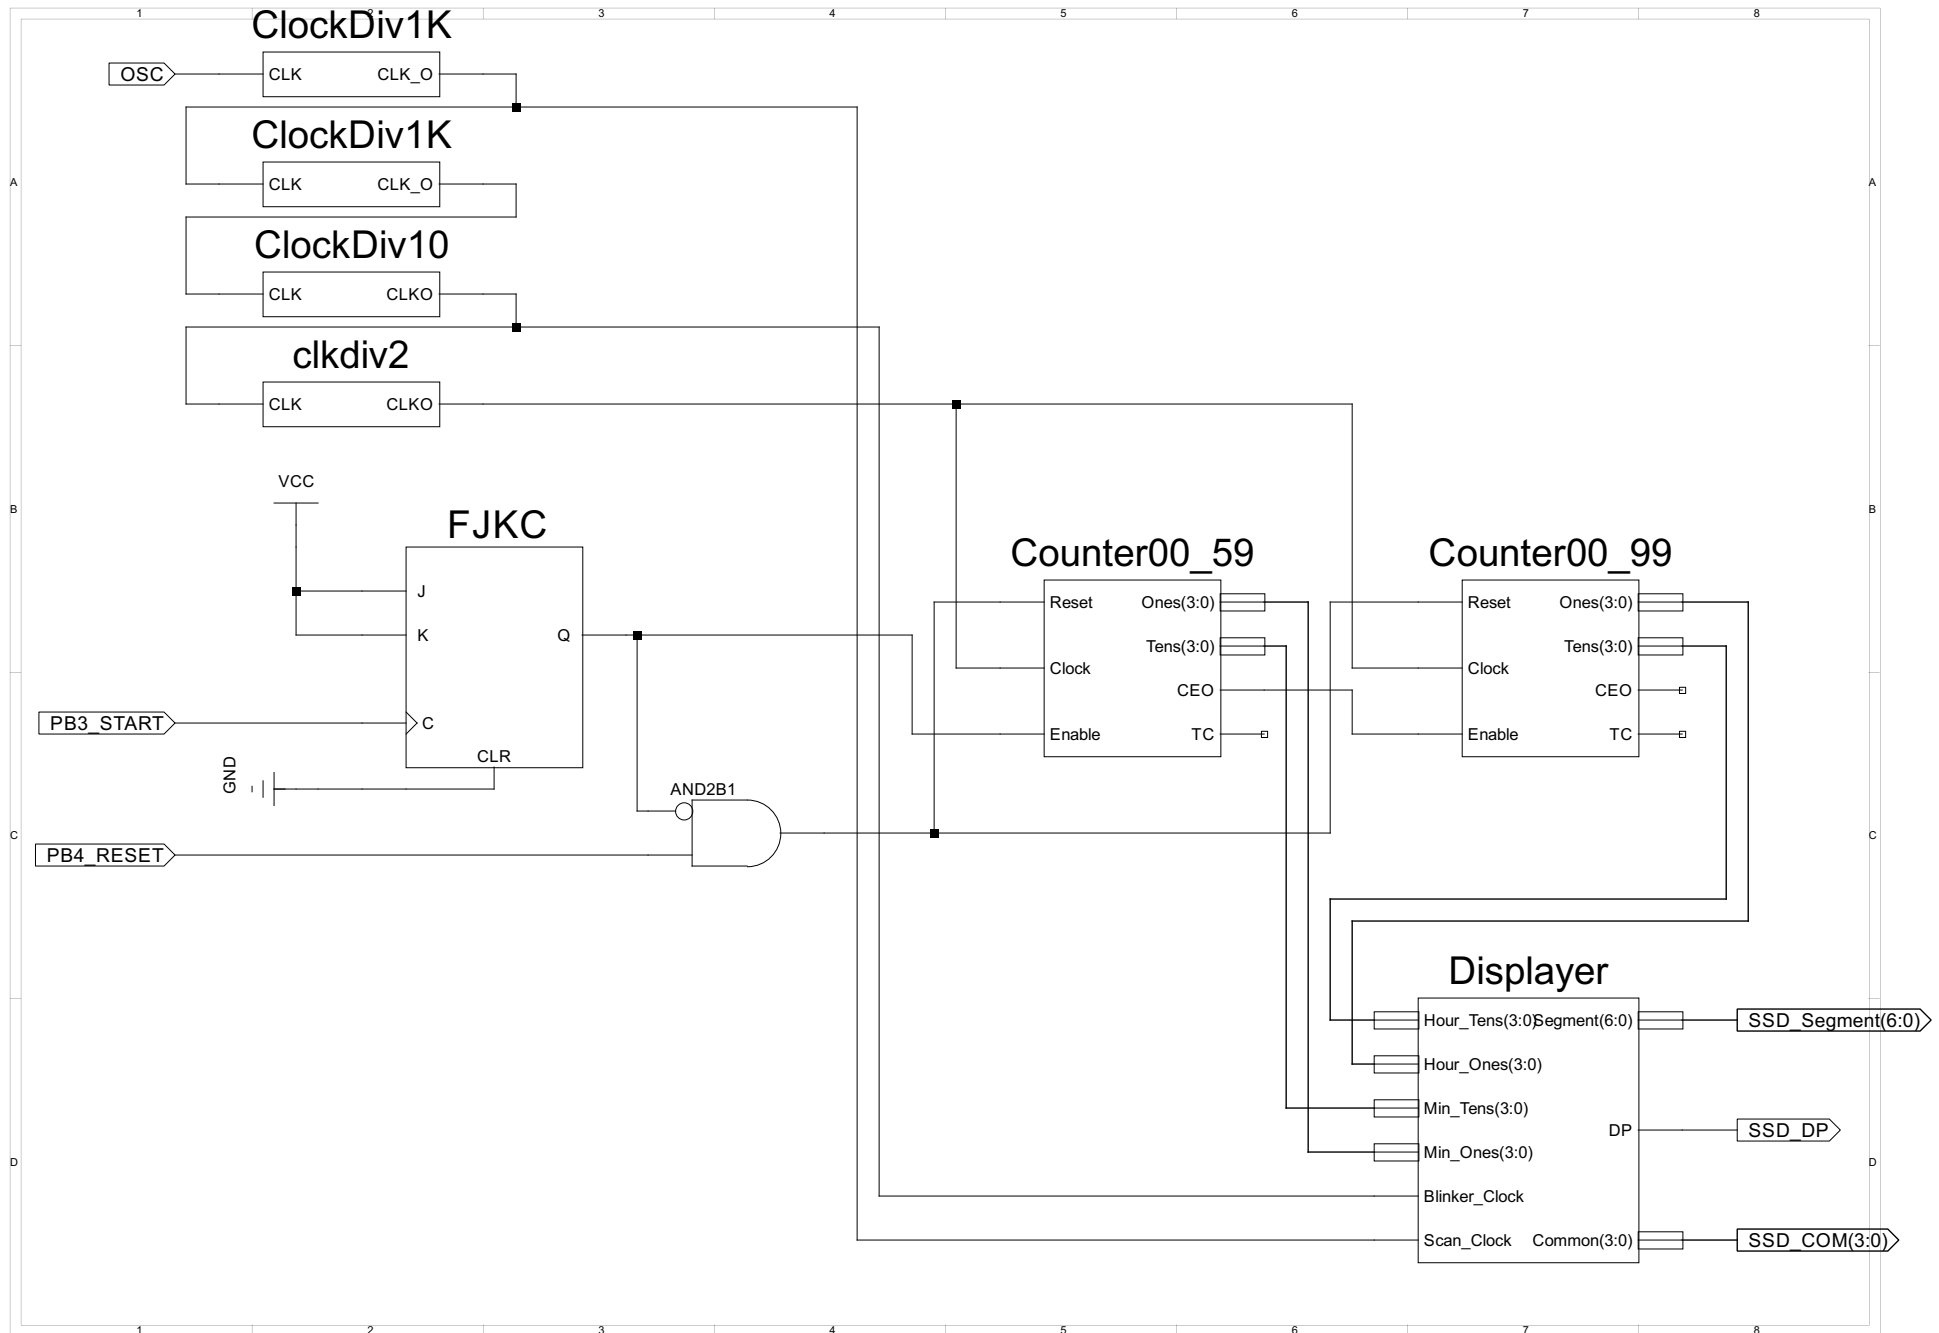 1 2 3 4 5 6 7 8
ClockDiv1K
OSC
CLK CLK_O
ClockDiv1K
A CLK CLK_O A
ClockDiv10
CLK CLKO
clkdiv2
CLK CLKO
VCC
B B
FJKC
J
K Q
PB3_START C
CLR
GND
AND2B1
C C
PB4_RESET
Counter00_59
Reset Ones(3:0)
Tens(3:0)
Clock
CEO
Enable TC
Counter00_99
Reset Ones(3:0)
Tens(3:0)
Clock
CEO
Enable TC
Displayer
Hour_Tens(3:0) Segment(6:0) SSD_Segment(6:0)
Hour_Ones(3:0)
Min_Tens(3:0)
DP SSD_DP
Min_Ones(3:0)
D D
Blinker_Clock
Scan_Clock Common(3:0) SSD_COM(3:0)
1 2 3 4 5 6 7 8